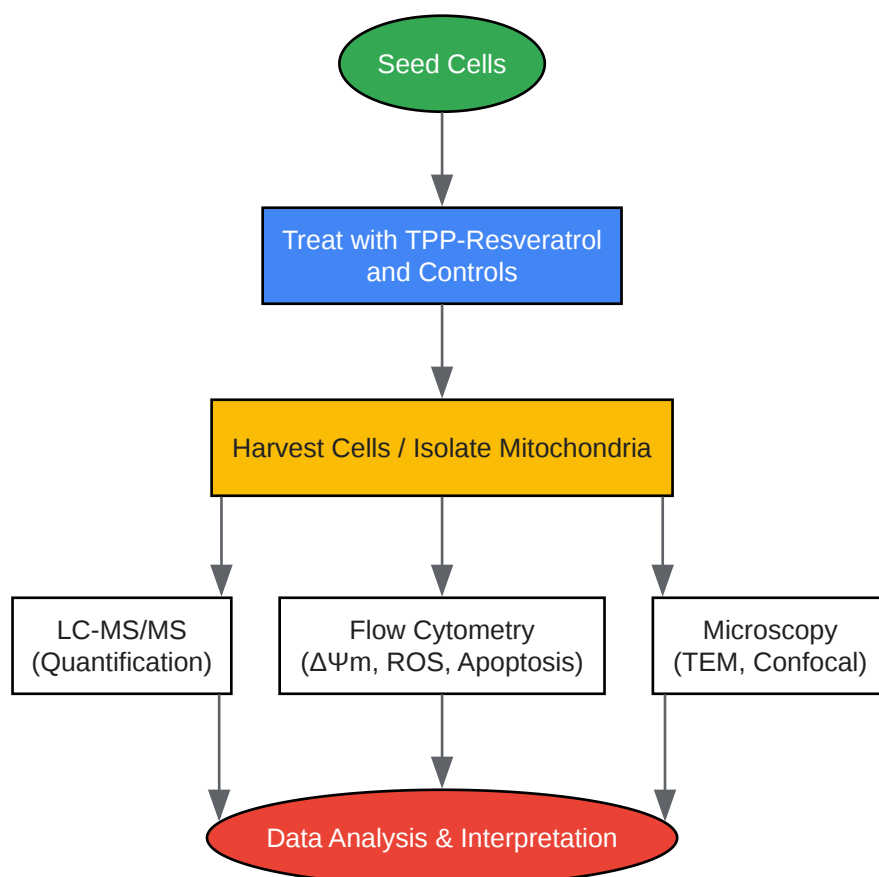 Seed Cells
Treat with TPP-Resveratrol
and Controls
Harvest Cells / Isolate Mitochondria
LC-MS/MS
(Quantification)
Flow Cytometry
(ΔΨm, ROS, Apoptosis)
Microscopy
(TEM, Confocal)
Data Analysis & Interpretation